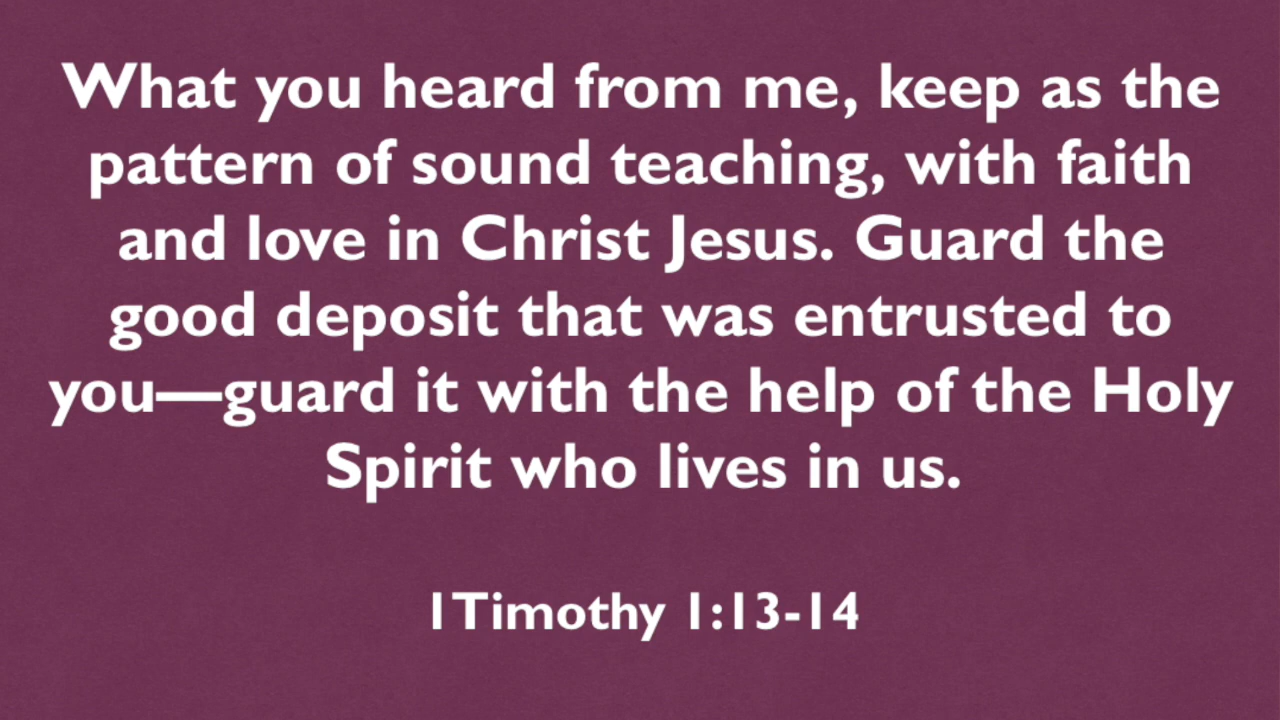 What you heard from me, keep as the
pattern of sound teaching, with faith
and love in Christ Jesus. Guard the
good deposit that was entrusted to
you—guard it with the help of the Holy
Spirit who lives in us.
1Timothy 1:13-14